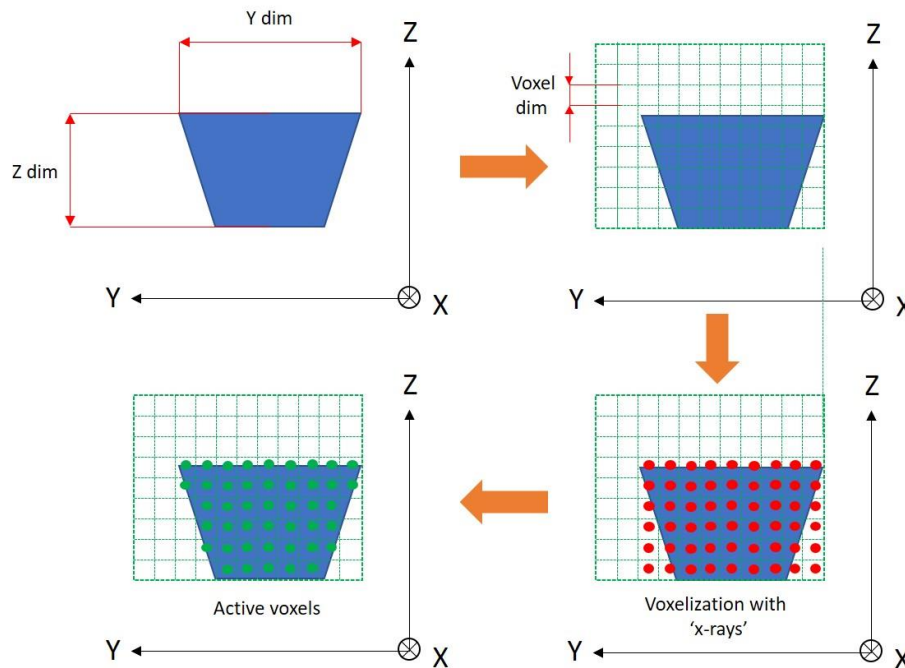 Y dim
Z
Z dim
Y
X
Z
Voxel
dim
Y
X
Z
Active voxels
Y
X
Z
Voxelization with
‘x-rays’
Y
X